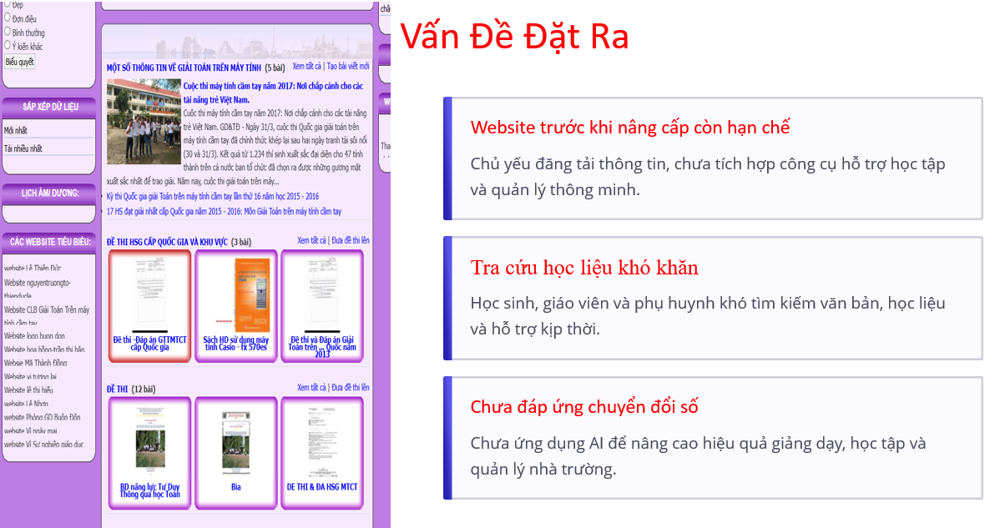 Đẹp
Đơn điệu
Bình thường
Ý kiến khác
Biểu quyết
SẮP XẾP DỮ LIỆU
Mới nhất
Tải nhiều nhất
LỊCH ÂM/ DƯƠNG:
CÁC WEBSITE TIÊU BIỂU:
website Lê Thiên Đức
Website nguyentruongto-
thienducle
Website CLB Giải Toán Trên máy
tính cầm tay
Website logo buon don
Website hoa hồng-trần thị hân
Websie Mã Thành Đồng
Website vi tương lai
Website lê thị hiếu
website Lê Nhơn
website Phòng GD Buôn Đôn
website Vì ngày mai
website Vì Sự nghiệp giáo dục
MỘT SỐ THÔNG TIN VỀ GIẢI TOÁN TRÊN MÁY TÍNH (5 bài) Xem tất cả | Tạo bài viết mới
Cuộc thi máy tính cầm tay năm 2017: Nơi chắp cánh cho các
tài năng trẻ Việt Nam.
Cuộc thi máy tính cầm tay năm 2017: Nơi chắp cánh cho các tài năng
trẻ Việt Nam. GD&TĐ - Ngày 31/3, cuộc thi Quốc gia giải toán trên
máy tính cầm tay đã chính thức khép lại sau hai ngày tranh tài sôi nổi
(30 và 31/3). Kết quả từ 1.234 thí sinh xuất sắc đại diện cho 47 tỉnh
thành trên cả nước ban tổ chức đã chọn ra được những gương mặt
xuất sắc nhất để trao giải. Năm nay, cuộc thi giải toán trên máy...
Kỳ thi Quốc gia giải Toán trên máy tính cầm tay lần thứ 16 năm học 2015 - 2016
17 HS đạt giải nhất cấp Quốc gia năm 2015 - 2016: Môn Giải Toán trên máy tính cầm tay
ĐỀ THI HSG CẤP QUỐC GIA VÀ KHU VỰC (3 bài) Xem tất cả | Đưa đề thi lên
Đề thi -Đáp án GTTMTCT
cấp Quốc gia
Sách HD sử dụng máy
tính Casio - fx 570es
Đề thi và Đáp án Giải
Toán trên ... Quốc năm
2013
ĐỀ THI (12 bài) Xem tất cả | Đưa đề thi lên
BD năng lực Tư Duy
Thông qua học Toán
Bìa
DE THI & ĐA HSG MTCT
Vấn Đề Đặt Ra
Website trước khi nâng cấp còn hạn chế
Chủ yếu đăng tải thông tin, chưa tích hợp công cụ hỗ trợ học tập
và quản lý thông minh.
Tra cứu học liệu khó khăn
Học sinh, giáo viên và phụ huynh khó tìm kiếm văn bản, học liệu
và hỗ trợ kịp thời.
Chưa đáp ứng chuyển đổi số
Chưa ứng dụng AI để nâng cao hiệu quả giảng dạy, học tập và
quản lý nhà trường.